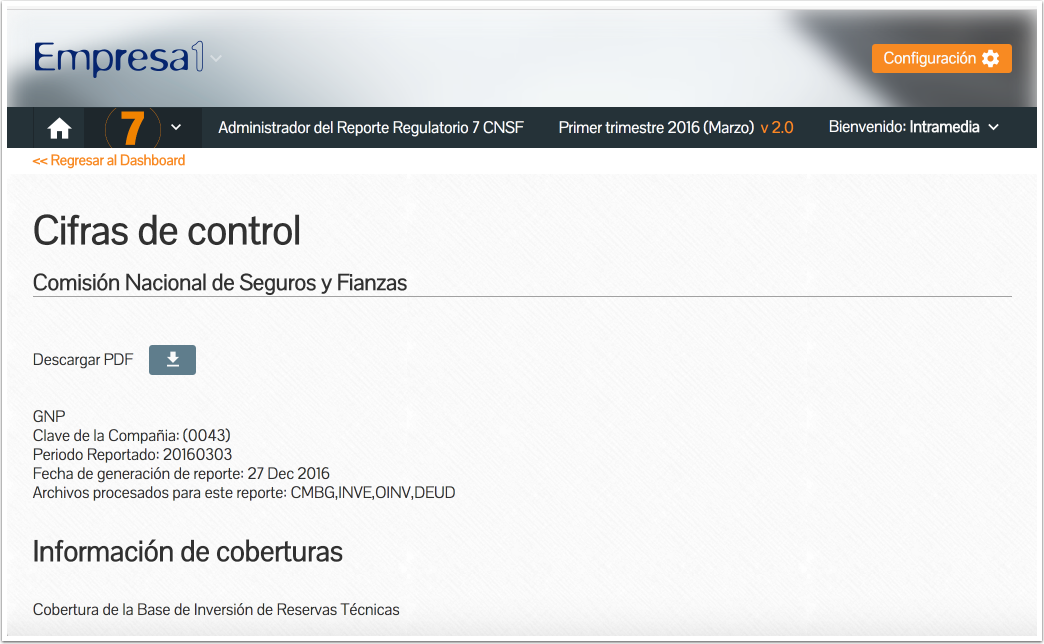 Empresa1
Configuración
7
Administrador del Reporte Regulatorio 7 CNSF
Primer trimestre 2016 (Marzo) v 2.0
Bienvenido: Intramedia
<< Regresar al Dashboard
Cifras de control
Comisión Nacional de Seguros y Fianzas
Descargar PDF
GNP
Clave de la Compañia: (0043)
Periodo Reportado: 20160303
Fecha de generación de reporte: 27 Dec 2016
Archivos procesados para este reporte: CMBG,INVE,OINV,DEUD
Información de coberturas
Cobertura de la Base de Inversión de Reservas Técnicas